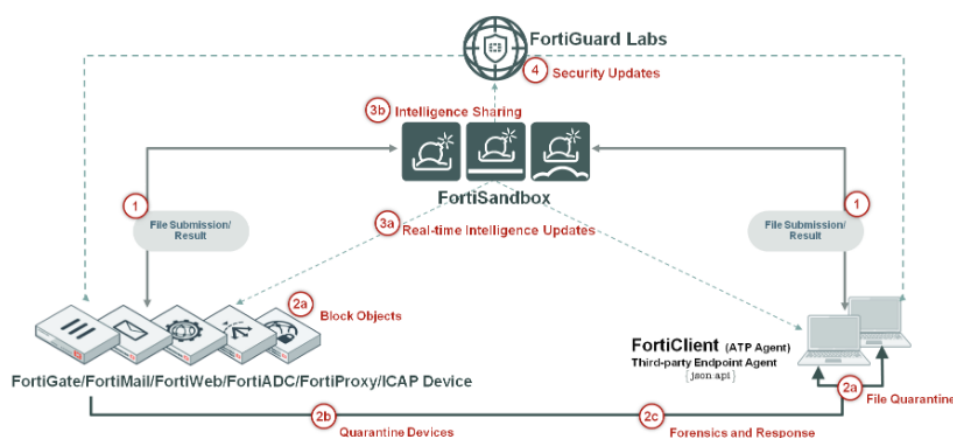 FortiGuard Labs
4 Security Updates
3b Intelligence Sharing
FortiSandbox
1
File Submission/
Result
1
File Submission/
Result
3a Real-time Intelligence Updates
2a Block Objects
FortiGate/FortiMail/FortiWeb/FortiADC/FortiProxy/ICAP Device
FortiClient (ATP Agent)
Third-party Endpoint Agent
{json:api}
2a
File Quarantine
2b
Quarantine Devices
2c
Forensics and Response